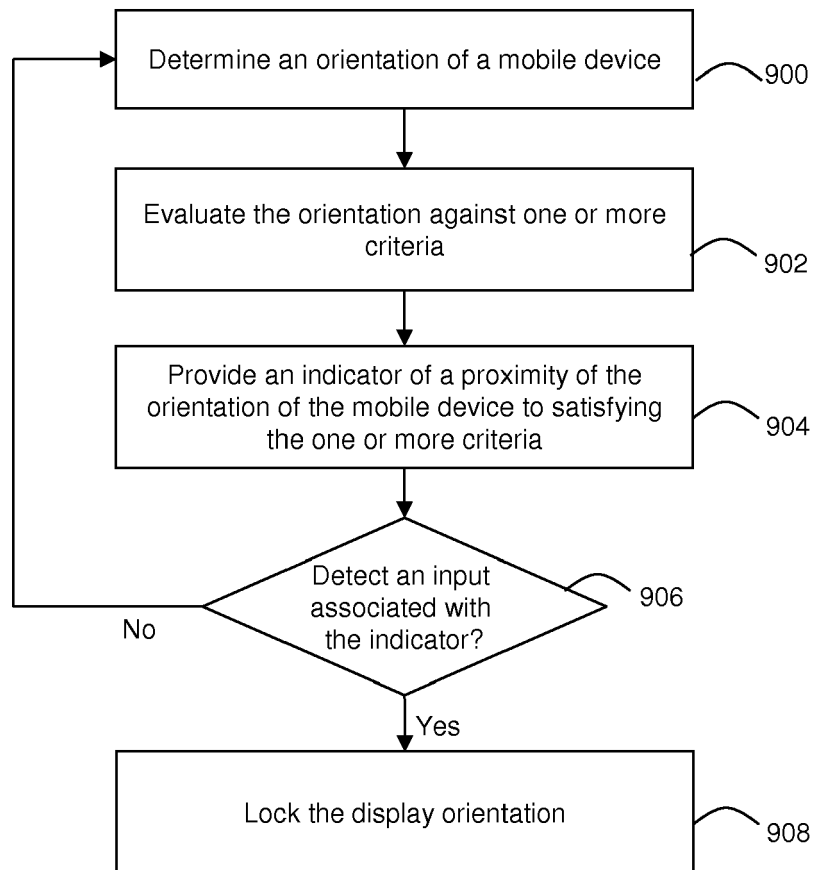 Determine an orientation of a mobile device
900
Evaluate the orientation against one or more
criteria
902
Provide an indicator of a proximity of the
orientation of the mobile device to satisfying
the one or more criteria
904
Detect an input
associated with
the indicator?
906
No
Yes
Lock the display orientation
908